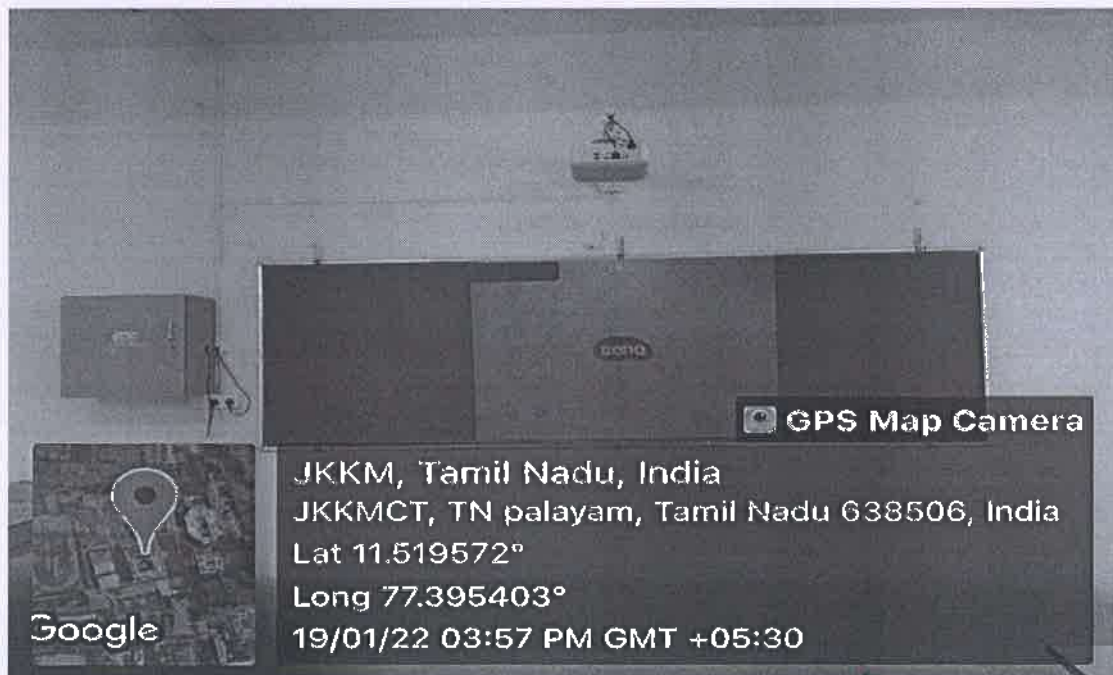 GPS Map Camera
JKKM, Tamil Nadu, India
JKKMCT, TN palayam, Tamil Nadu 638506, India
Lat 11.519572°
Long 77.395403°
19/01/22 03:57 PM GMT +05:30
Google